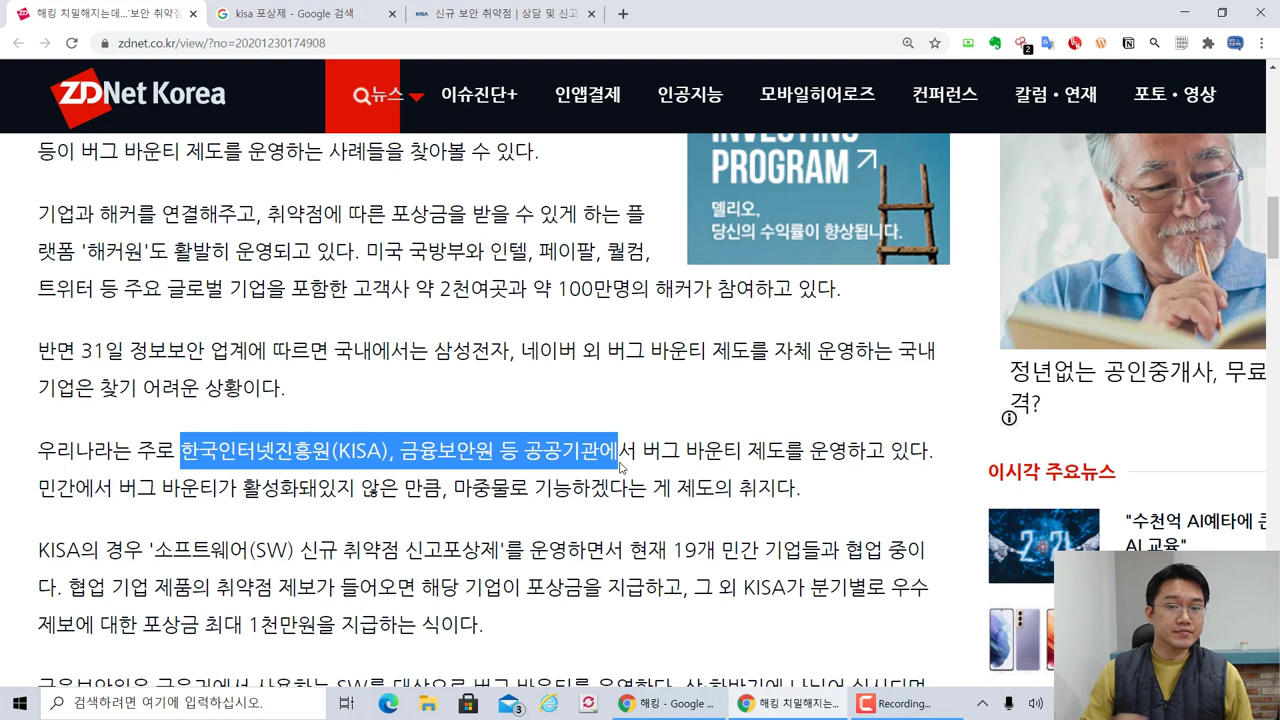 해킹 치밀해지는데...'보안 취약점
kisa 포상제 - Google 검색
신규 보안 취약점 | 상담 및 신고
zdnet.co.kr/view/?no=20201230174908
ZDNet Korea
뉴스
이슈진단+
인앱결제
인공지능
모바일히어로즈
컨퍼런스
칼럼・연재
포토・영상
등이 버그 바운티 제도를 운영하는 사례들을 찾아볼 수 있다.
INVESTING
PROGRAM
델리오,
당신의 수익률이 향상됩니다.
기업과 해커를 연결해주고, 취약점에 따른 포상금을 받을 수 있게 하는 플
랫폼 '해커원'도 활발히 운영되고 있다. 미국 국방부와 인텔, 페이팔, 퀄컴,
트위터 등 주요 글로벌 기업을 포함한 고객사 약 2천여곳과 약 100만명의 해커가 참여하고 있다.
반면 31일 정보보안 업계에 따르면 국내에서는 삼성전자, 네이버 외 버그 바운티 제도를 자체 운영하는 국내
기업은 찾기 어려운 상황이다.
우리나라는 주로 한국인터넷진흥원(KISA), 금융보안원 등 공공기관에서 버그 바운티 제도를 운영하고 있다.
민간에서 버그 바운티가 활성화돼있지 않은 만큼, 마중물로 기능하겠다는 게 제도의 취지다.
KISA의 경우 '소프트웨어(SW) 신규 취약점 신고포상제'를 운영하면서 현재 19개 민간 기업들과 협업 중이
다. 협업 기업 제품의 취약점 제보가 들어오면 해당 기업이 포상금을 지급하고, 그 외 KISA가 분기별로 우수
제보에 대한 포상금 최대 1천만원을 지급하는 식이다.
정년없는 공인중개사, 무료
격?
이시각 주요뉴스
"수천억 AI예타에 콘
AI 교육"
검색하려면 여기에 입력하십시오.
3
해킹 - Google ...
해킹 치밀해지는...
Recording...